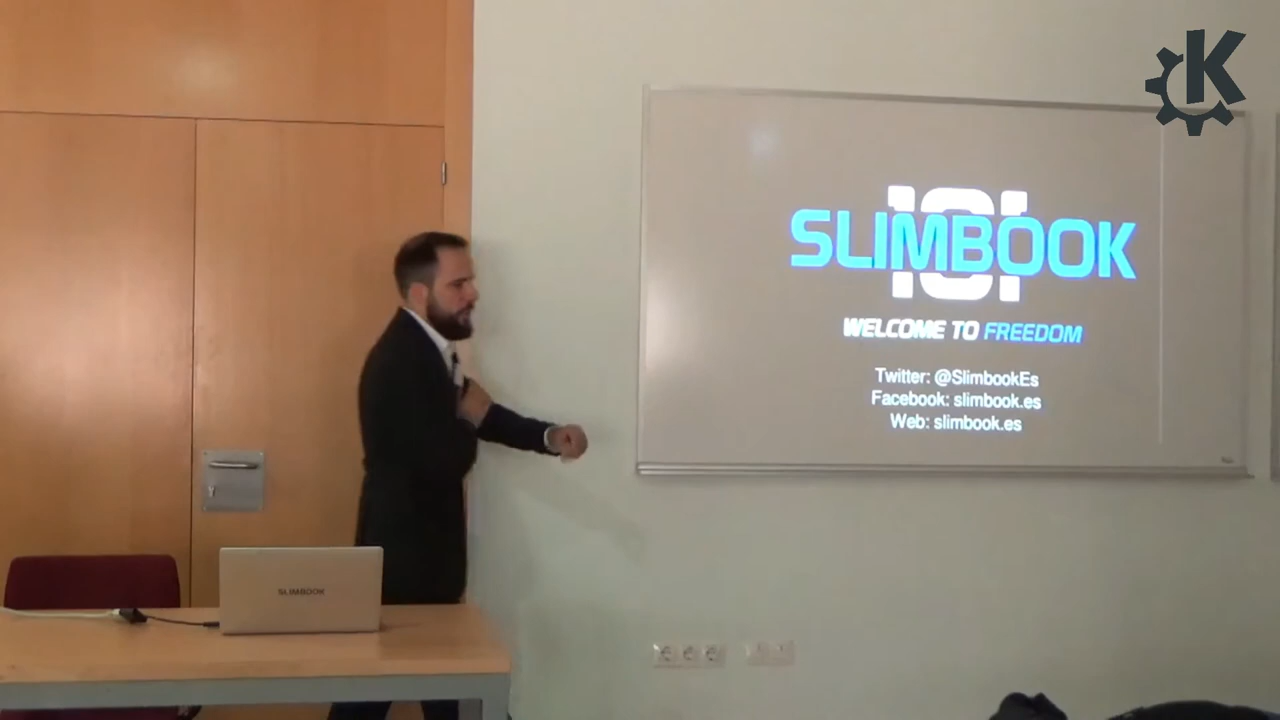 SLIMBOOK
WELCOME TO FREEDOM
Twitter: @SlimbookEs
Facebook: slimbook.es
Web: slimbook.es
SLIMBOOK
K